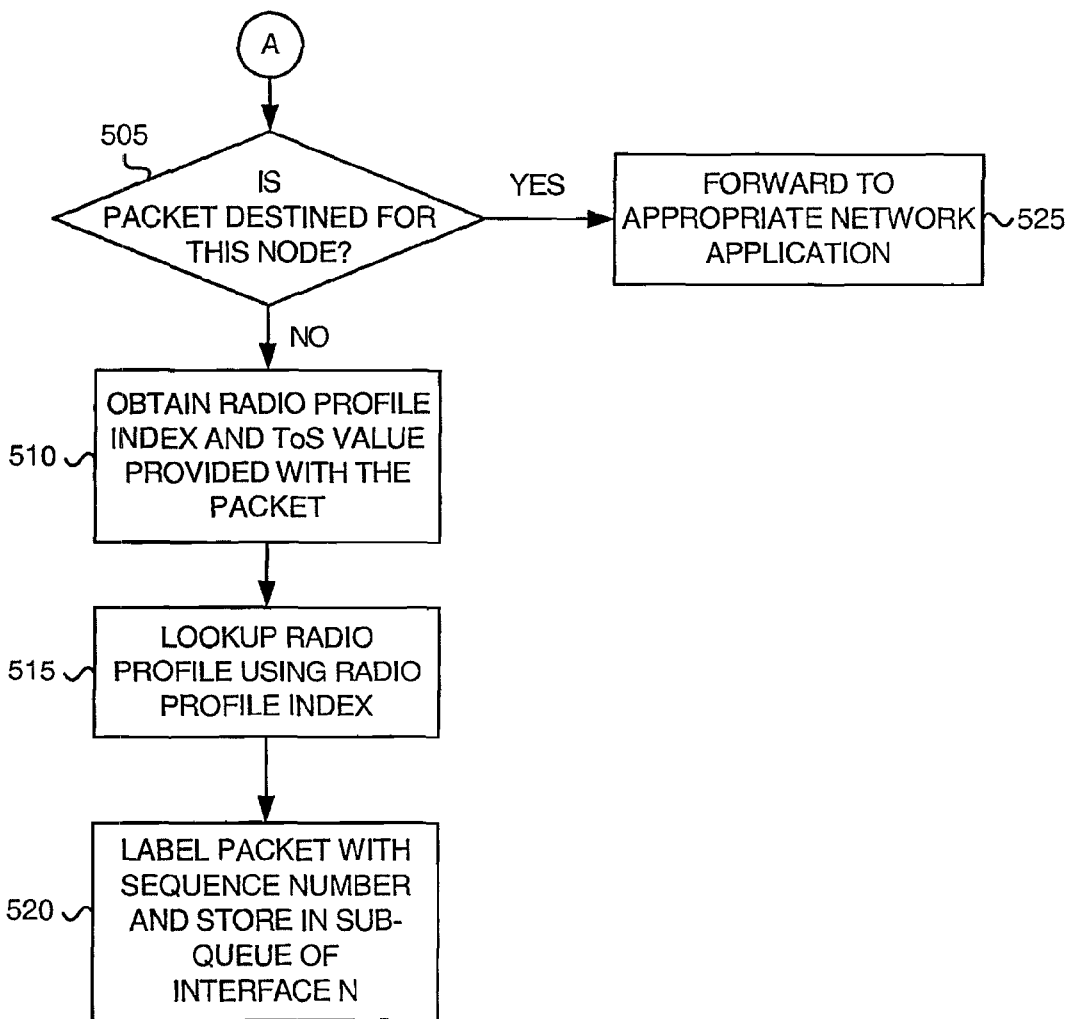 A
505
IS
PACKET DESTINED FOR
THIS NODE?
YES
FORWARD TO
APPROPRIATE NETWORK
APPLICATION
525
NO
510
OBTAIN RADIO PROFILE
INDEX AND ToS VALUE
PROVIDED WITH THE
PACKET
515
LOOKUP RADIO
PROFILE USING RADIO
PROFILE INDEX
520
LABEL PACKET WITH
SEQUENCE NUMBER
AND STORE IN SUB-
QUEUE OF
INTERFACE N